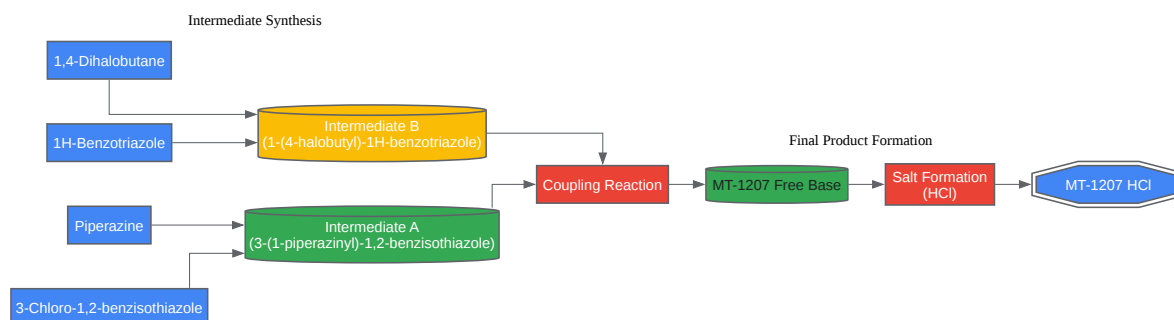 Intermediate Synthesis
1,4-Dihalobutane
1H-Benzotriazole
Intermediate B
(1-(4-halobutyl)-1H-benzotriazole)
Piperazine
3-Chloro-1,2-benzisothiazole
Intermediate A
(3-(1-piperazinyl)-1,2-benzisothiazole)
Coupling Reaction
Final Product Formation
MT-1207 Free Base
Salt Formation
(HCl)
MT-1207 HCl